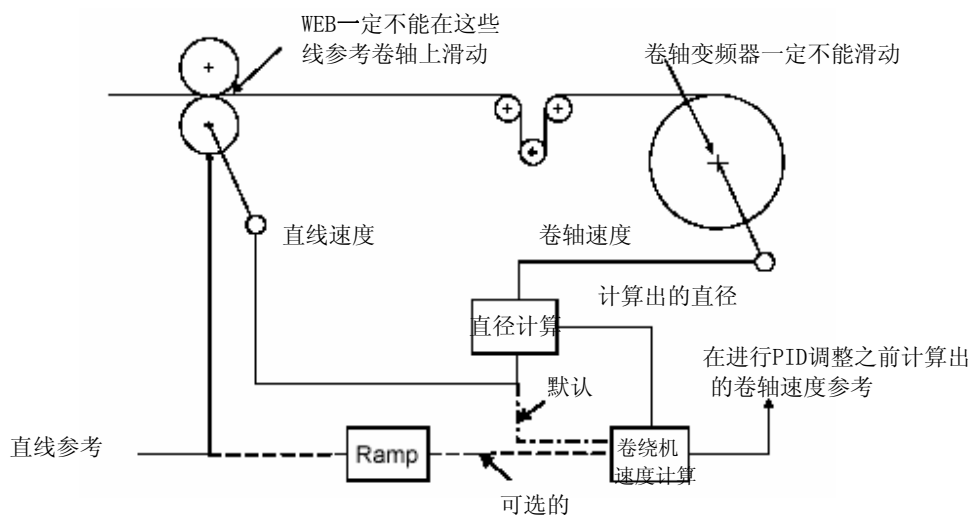 WEB一定不能在这些
线参考卷轴上滑动
卷轴变频器一定不能滑动
直线速度
卷轴速度
计算出的直径
直径计算
在进行PID调整之前计算出
的卷轴速度参考
默认
直线参考
Ramp
卷绕机
速度计算
可选的